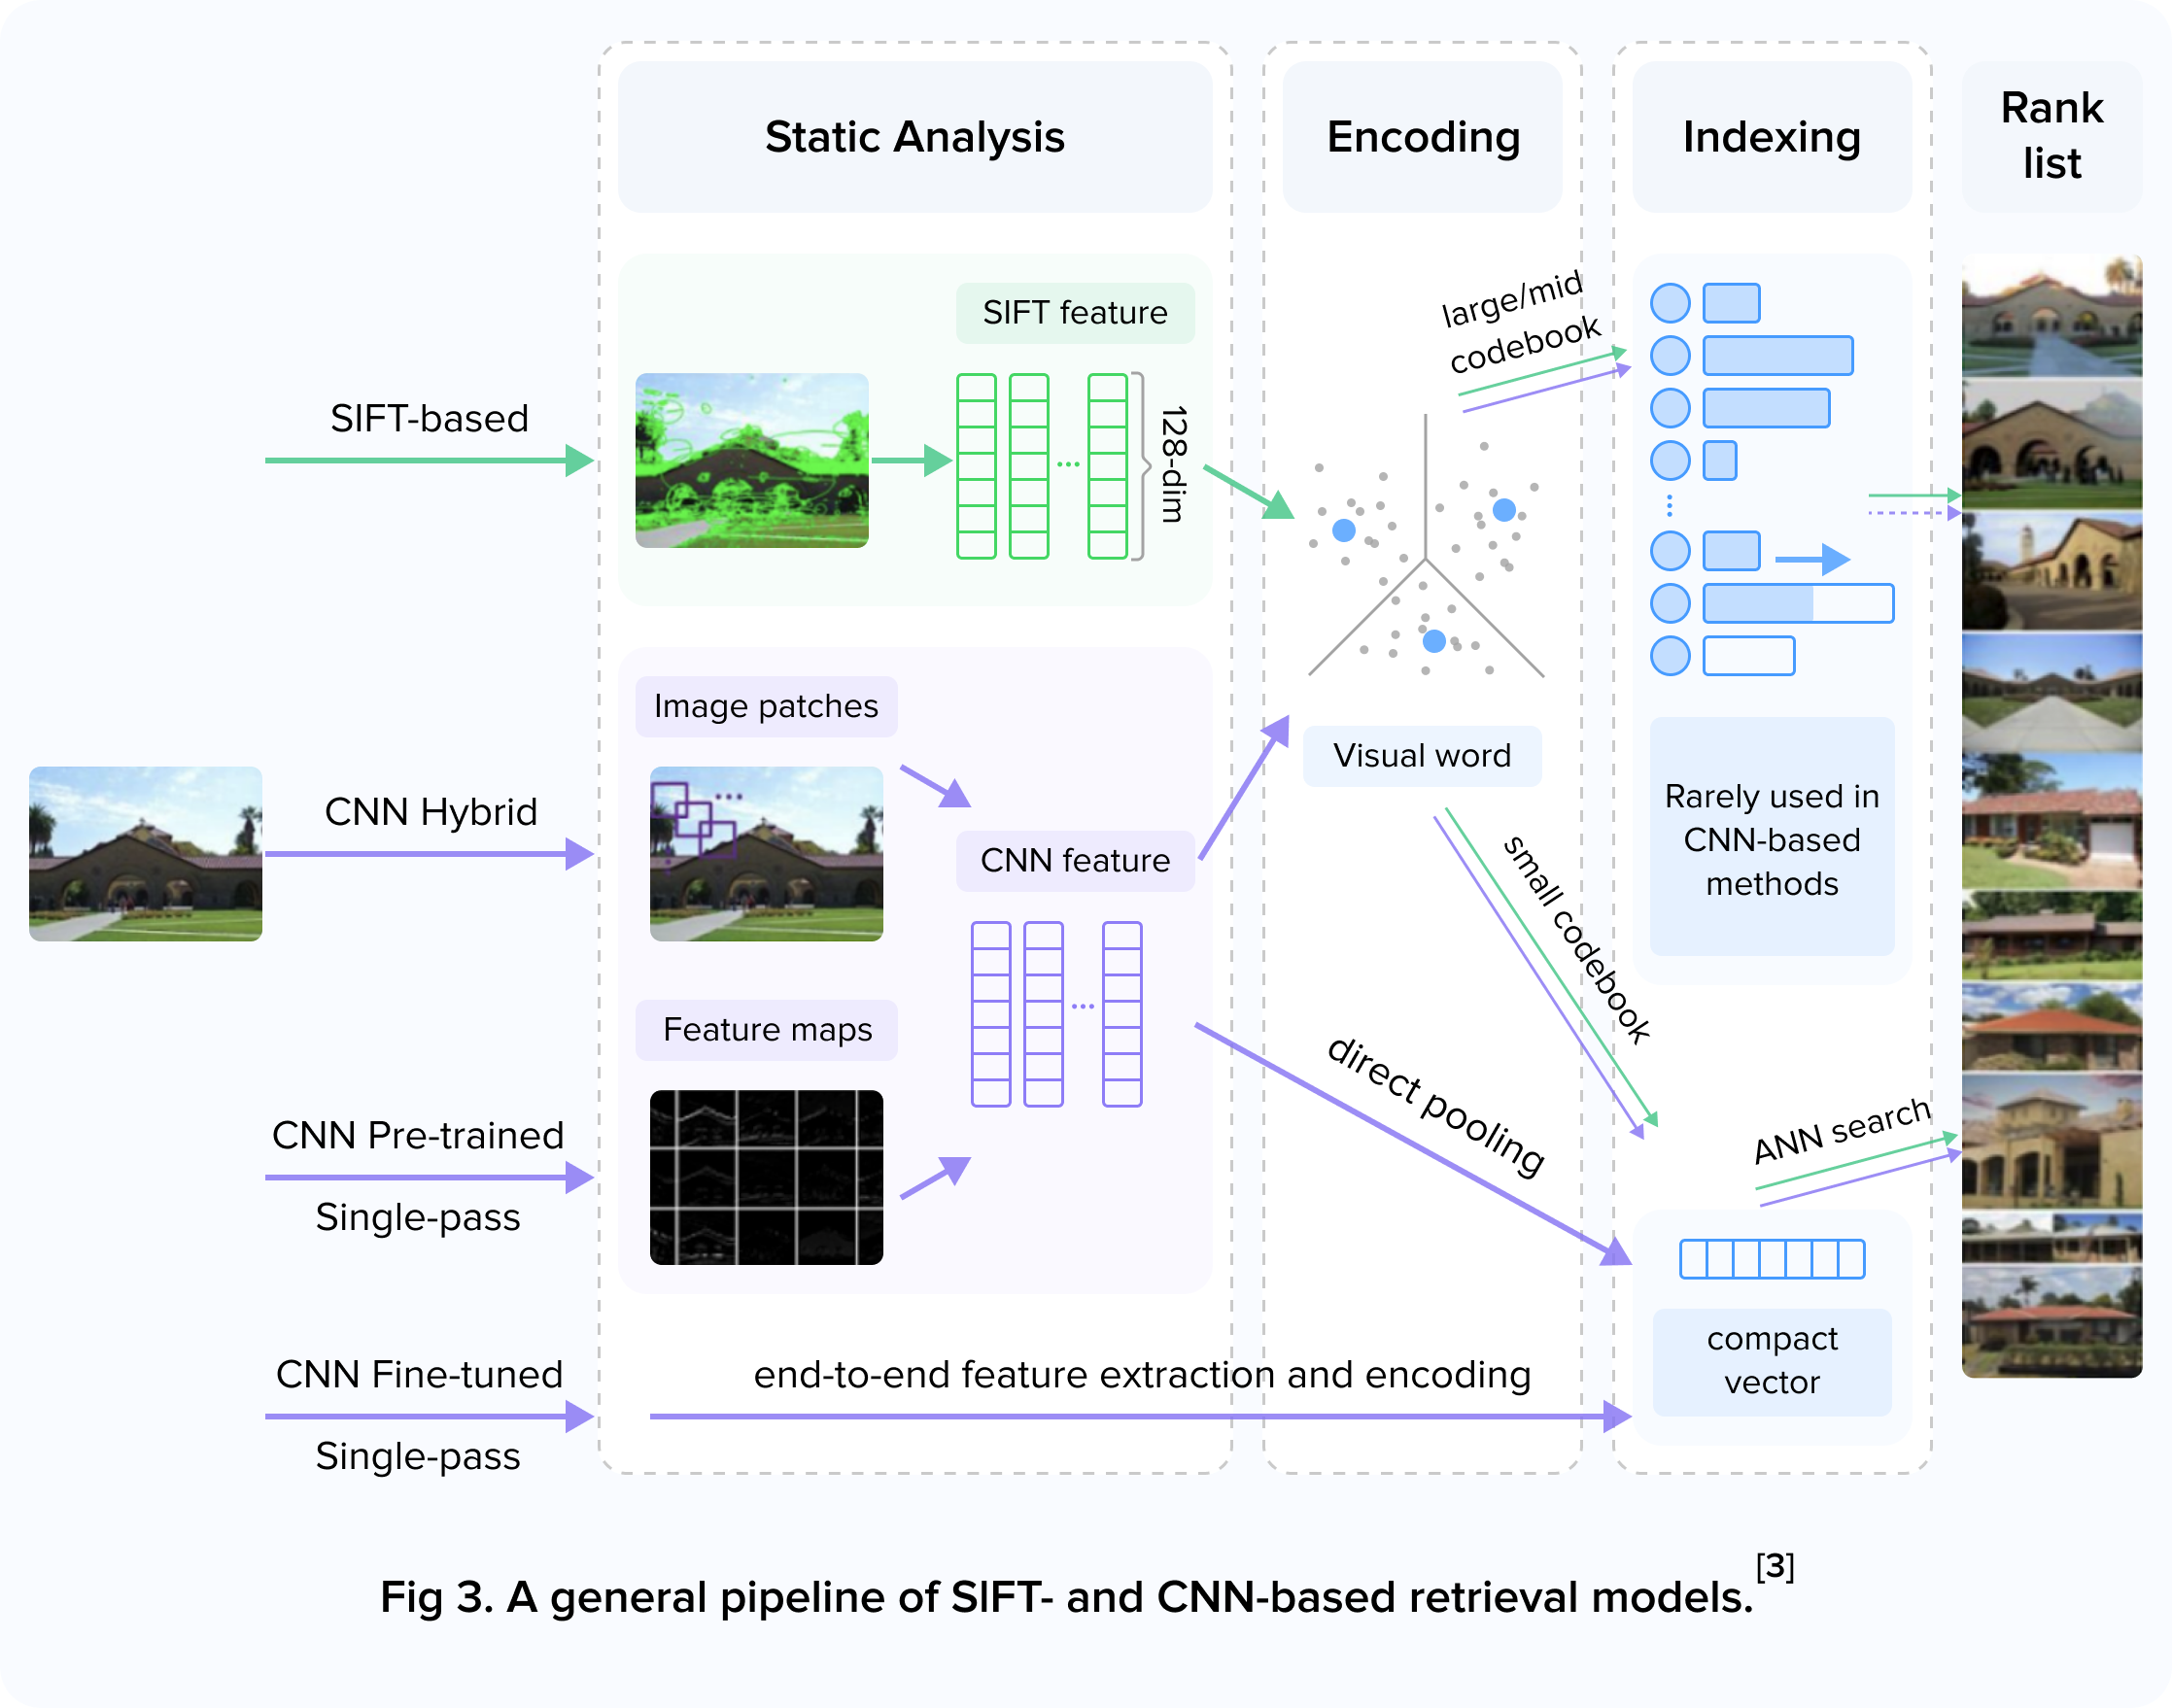 Static Analysis
Encoding
Indexing
Rank
list
SIFT-based
SIFT feature
128-dim
large/mid
codebook
Image patches
CNN Hybrid
CNN feature
Visual word
Rarely used in
CNN-based
methods
small codebook
Feature maps
CNN Pre-trained
Single-pass
direct pooling
ANN search
CNN Fine-tuned
Single-pass
end-to-end feature extraction and encoding
compact
vector
Fig 3. A general pipeline of SIFT- and CNN-based retrieval models.[3]